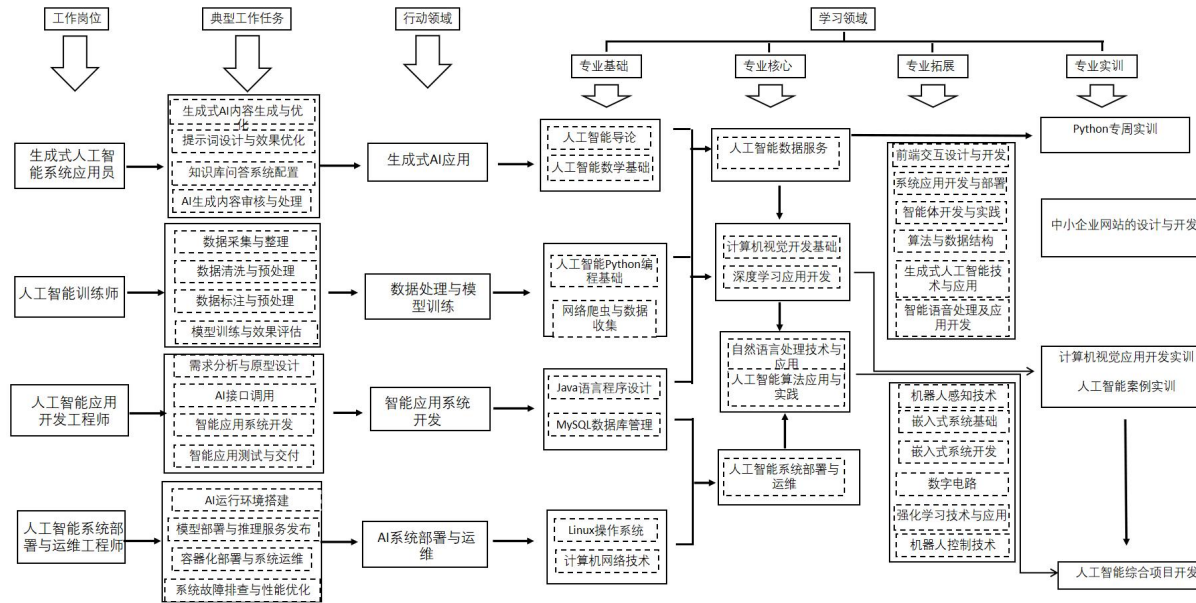 工作岗位
典型工作任务
行动领域
学习领域
专业基础
专业核心
专业拓展
专业实训
生成式人工智
能系统应用员
生成式AI内容生成与优
化
提示词设计与效果优化
知识库问答系统配置
AI生成内容审核与处理
生成式AI应用
人工智能导论
人工智能数学基础
人工智能数据服务
Python专周实训
前端交互设计与开发
系统应用开发与部署
智能体开发与实践
算法与数据结构
生成式人工智能技
术与应用
智能语音处理及应
用开发
中小企业网站的设计与开发
人工智能训练师
数据采集与整理
数据清洗与预处理
数据标注与预处理
模型训练与效果评估
数据处理与模
型训练
人工智能Python编
程基础
网络爬虫与数据
收集
计算机视觉开发基础
深度学习应用开发
自然语言处理技术与
应用
人工智能算法应用与
实践
计算机视觉应用开发实训
人工智能案例实训
人工智能应用
开发工程师
需求分析与原型设计
AI接口调用
智能应用系统开发
智能应用测试与交付
智能应用系统
开发
Java语言程序设计
MySQL数据库管理
人工智能系统部署与
运维
机器人感知技术
嵌入式系统基础
嵌入式系统开发
数字电路
强化学习技术与应用
机器人控制技术
人工智能系统部
署与运维工程师
AI运行环境搭建
模型部署与推理服务发布
容器化部署与系统运维
系统故障排查与性能优化
AI系统部署与运
维
Linux操作系统
计算机网络技术
人工智能综合项目开发